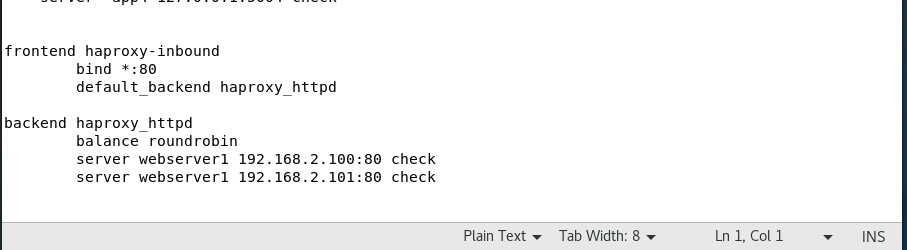 frontend haproxy-inbound
bind *:80
default_backend haproxy_httpd
backend haproxy_httpd
balance roundrobin
server webserver1 192.168.2.100:80 check
server webserver1 192.168.2.101:80 check
Plain Text Tab Width: 8 Ln 1, Col 1 INS